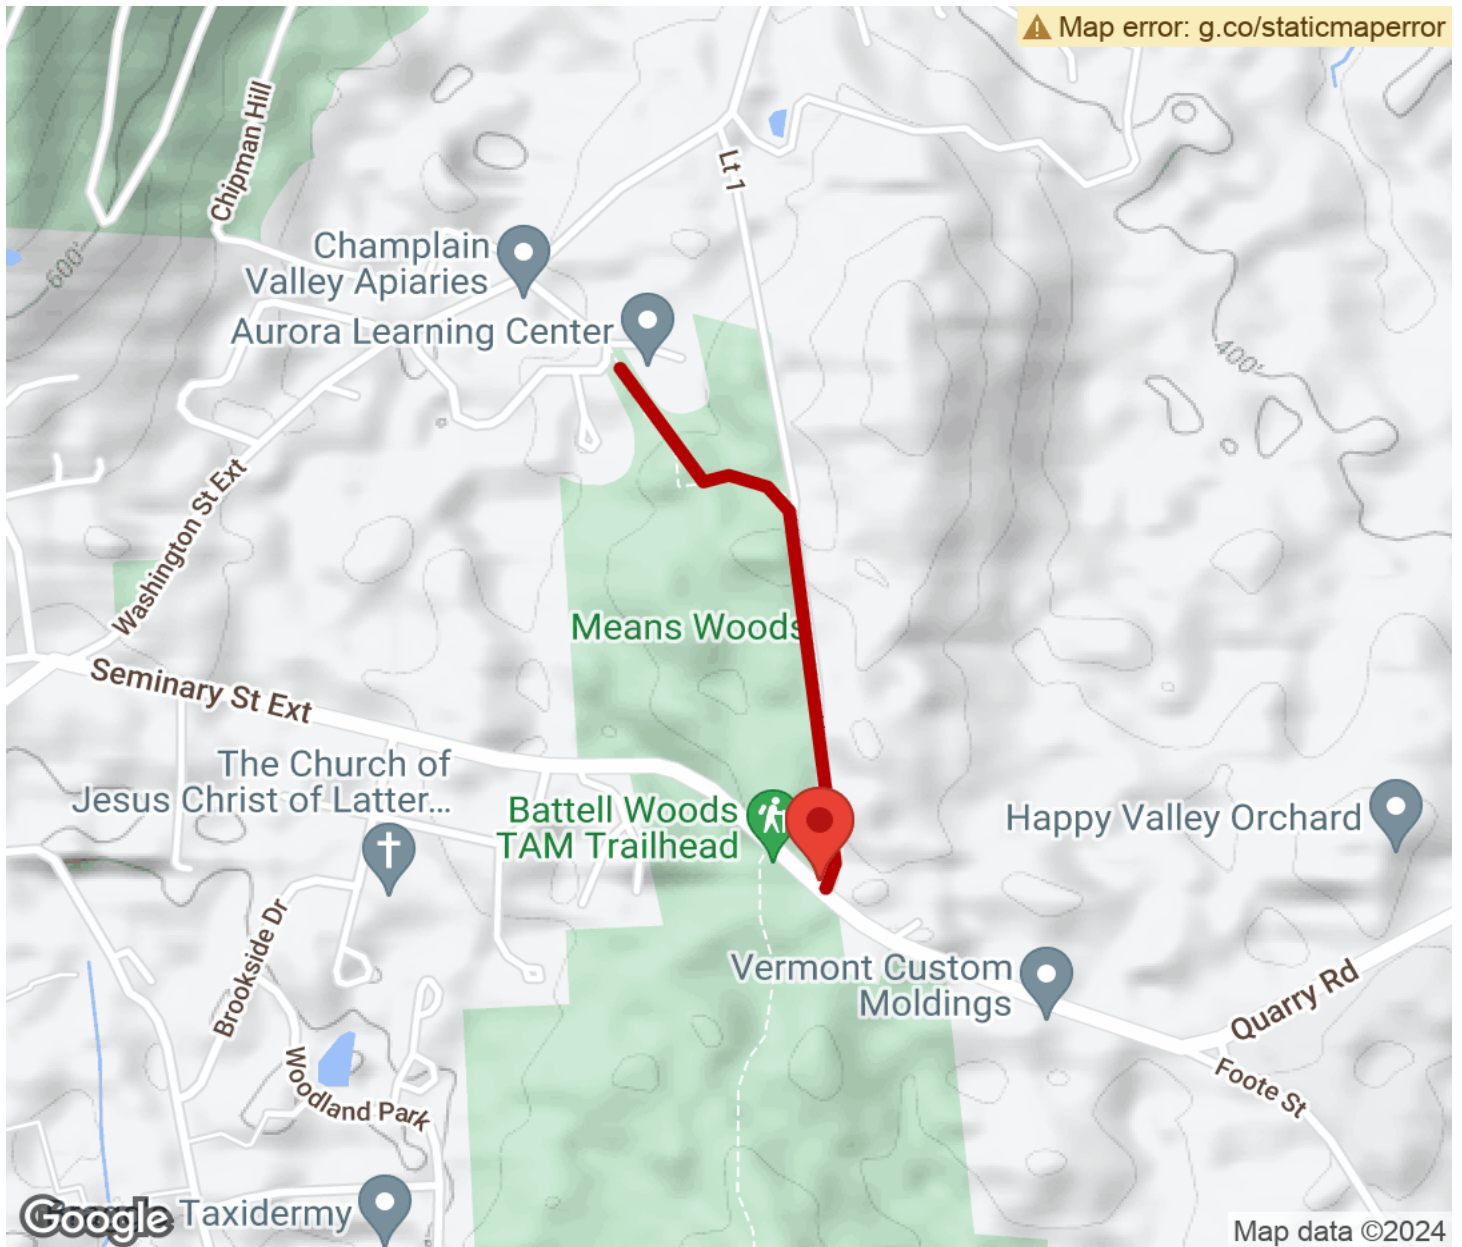 Map error: g.co/staticmaperror
Chipman Hill
Lt 1
600'
Champlain
Valley Apiaries
Aurora Learning Center
400'
Washington St Ext
Means Woods
Seminary St Ext
The Church of
Jesus Christ of Latter...
Battell Woods
TAM Trailhead
Happy Valley Orchard
Brookside Dr
Vermont Custom
Moldings
Quarry Rd
Woodland Park
Foote St
Taxidermy
Google
Map data ©2024